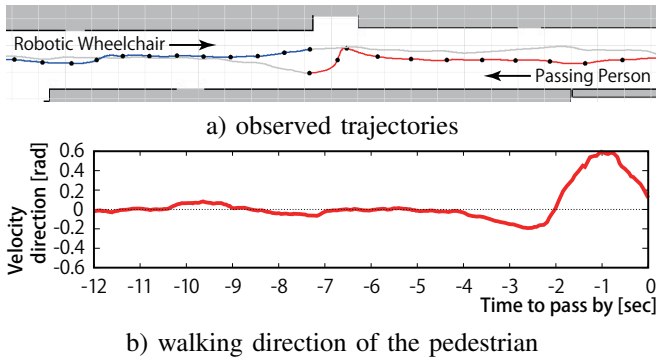 Robotic Wheelchair
Passing Person
a) observed trajectories
Velocity
direction [rad]
0.6
0.4
0.2
0
-0.2
-0.4
-0.6
-12 -11 -10 -9 -8 -7 -6 -5 -4 -3 -2 -1 0
Time to pass by [sec]
b) walking direction of the pedestrian